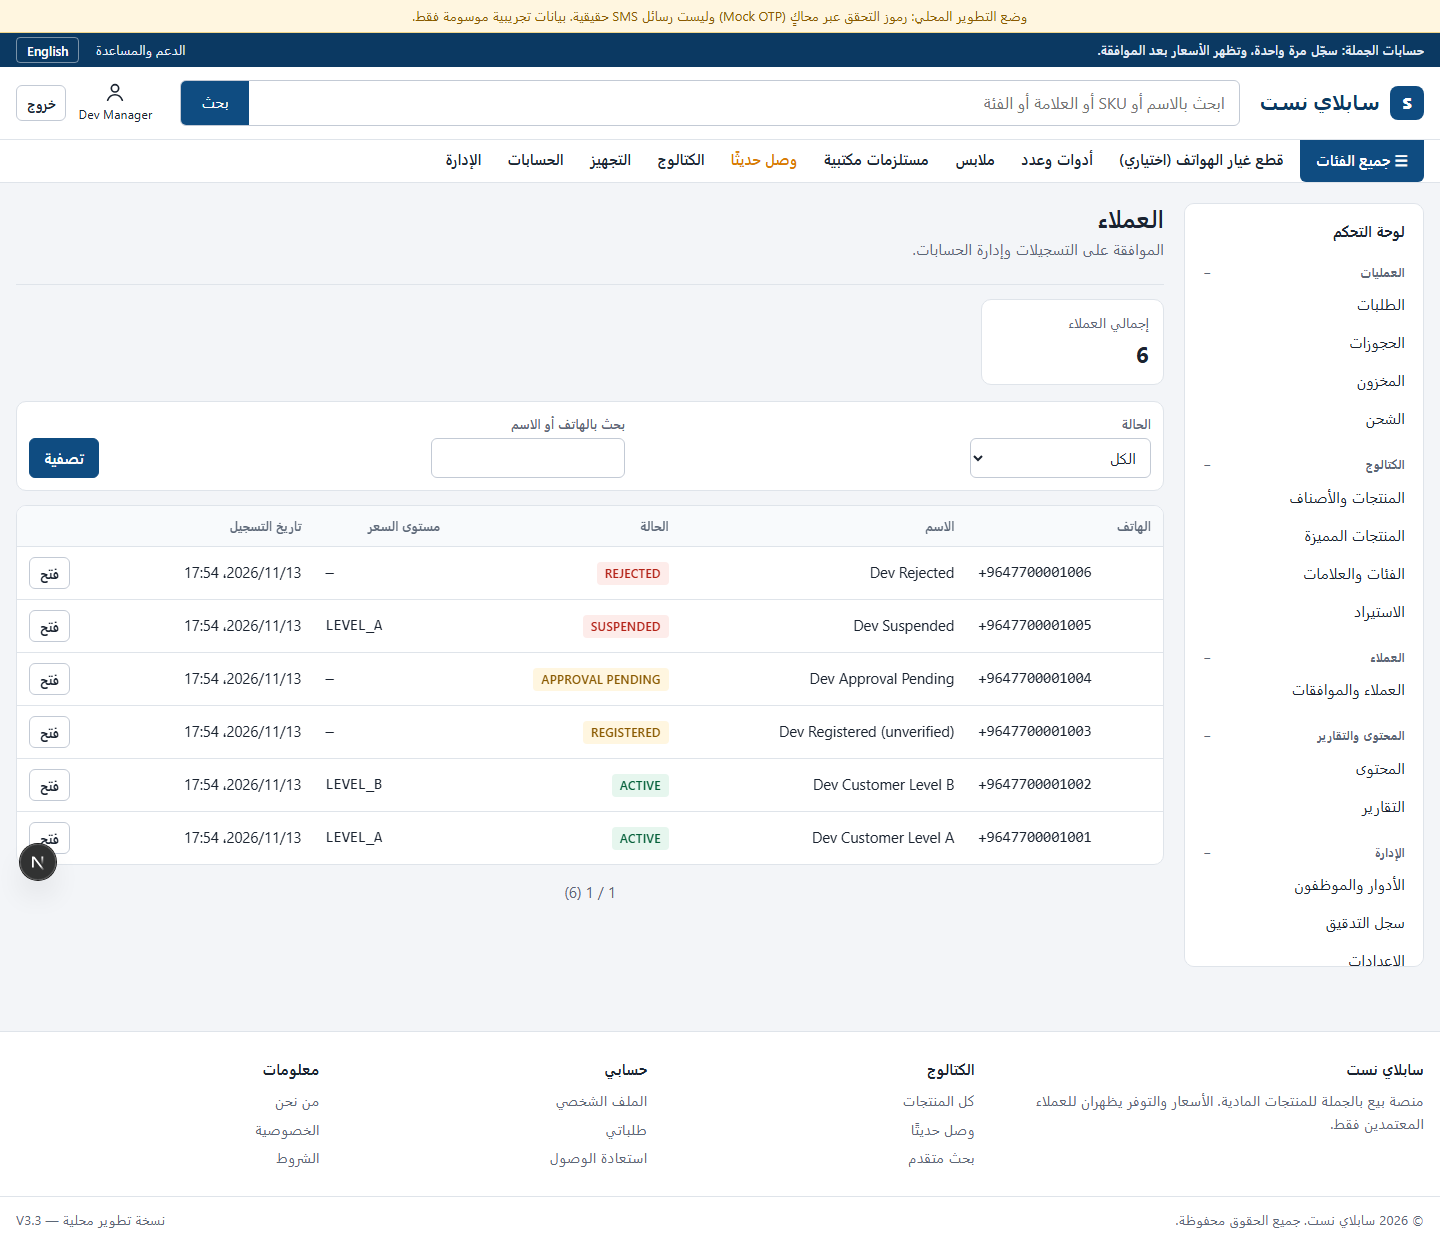 وضع التطوير المحلي: رموز التحقق عبر محاكٍ (Mock OTP) وليست رسائل SMS حقيقية. بيانات تجريبية موسومة فقط.
حسابات الجملة: سجّل مرة واحدة، وتظهر الأسعار بعد الموافقة.
الدعم والمساعدة
English
S
سابلاي نست
ابحث بالاسم أو SKU أو العلامة أو الفئة
بحث
Dev Manager
خروج
☰ جميع الفئات
قطع غيار الهواتف (اختياري)
أدوات وعدد
ملابس
مستلزمات مكتبية
وصل حديثًا
الكتالوج
التجهيز
الحسابات
الإدارة
لوحة التحكم
العمليات –
الطلبات
الحجوزات
المخزون
الشحن
الكتالوج –
المنتجات والأصناف
المنتجات المميزة
الفئات والعلامات
الاستيراد
العملاء –
العملاء والموافقات
المحتوى والتقارير –
المحتوى
التقارير
الإدارة –
الأدوار والموظفون
سجل التدقيق
الإعدادات
العملاء
الموافقة على التسجيلات وإدارة الحسابات.
إجمالي العملاء
6
الحالة
الكل
بحث بالهاتف أو الاسم
تصفية
الهاتف الاسم الحالة مستوى السعر تاريخ التسجيل
+9647700001006 Dev Rejected REJECTED — 2026/11/13، 17:54 فتح
+9647700001005 Dev Suspended SUSPENDED LEVEL_A 2026/11/13، 17:54 فتح
+9647700001004 Dev Approval Pending APPROVAL PENDING — 2026/11/13، 17:54 فتح
+9647700001003 Dev Registered (unverified) REGISTERED — 2026/11/13، 17:54 فتح
+9647700001002 Dev Customer Level B ACTIVE LEVEL_B 2026/11/13، 17:54 فتح
+9647700001001 Dev Customer Level A ACTIVE LEVEL_A 2026/11/13، 17:54 فتح
N
1 / 1 (6)
سابلاي نست
منصة بيع بالجملة للمنتجات المادية. الأسعار والتوفر يظهران للعملاء
المعتمدين فقط.
الكتالوج
كل المنتجات
وصل حديثًا
بحث متقدم
حسابي
الملف الشخصي
طلباتي
استعادة الوصول
معلومات
من نحن
الخصوصية
الشروط
© 2026 سابلاي نست. جميع الحقوق محفوظة.
نسخة تطوير محلية — V3.3